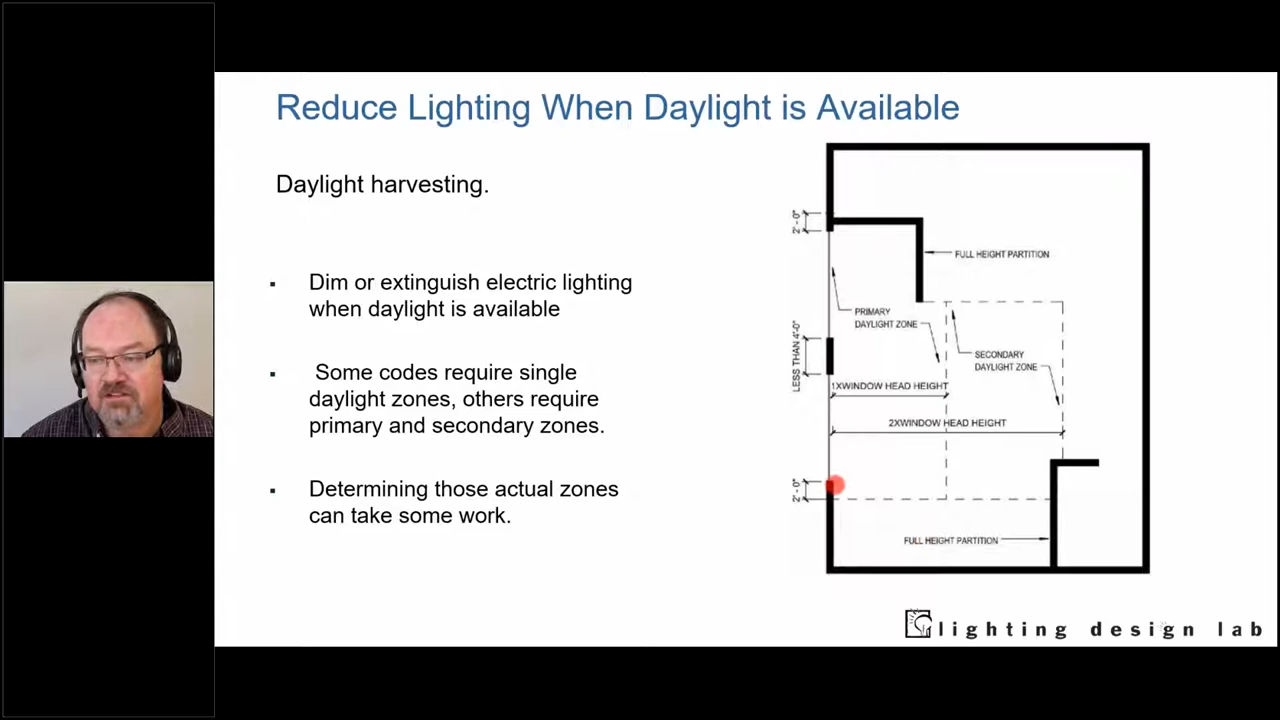 Reduce Lighting When Daylight is Available
Daylight harvesting.
▪ Dim or extinguish electric lighting
when daylight is available
▪ Some codes require single
daylight zones, others require
primary and secondary zones.
▪ Determining those actual zones
can take some work.
2'-0"
FULL HEIGHT PARTITION
PRIMARY
DAYLIGHT ZONE
LESS THAN 4'-0"
SECONDARY
DAYLIGHT ZONE
1XWINDOW HEAD HEIGHT
2XWINDOW HEAD HEIGHT
2'-0"
FULL HEIGHT PARTITION
lighting design lab